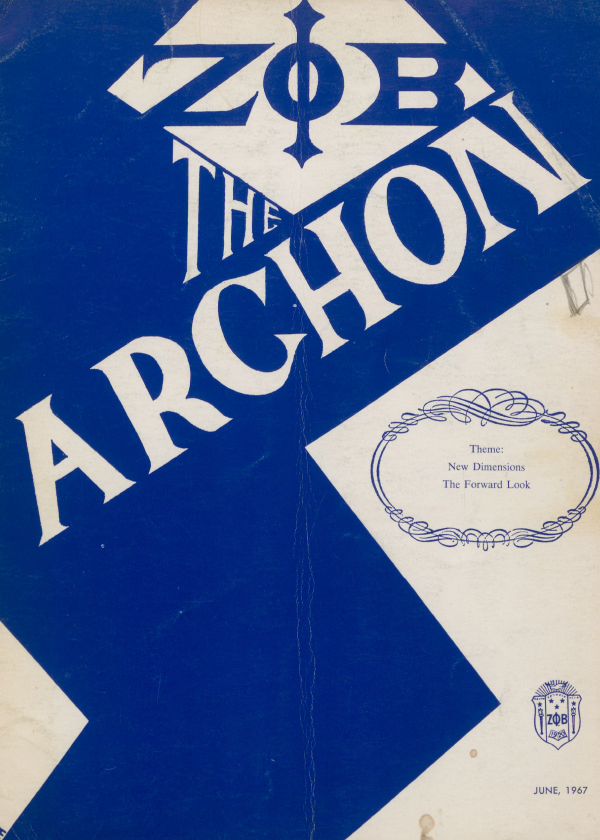 ΖΦΒ
THE
ARCHON
Theme:
New Dimensions
The Forward Look
ΖΦΒ
JUNE, 1967